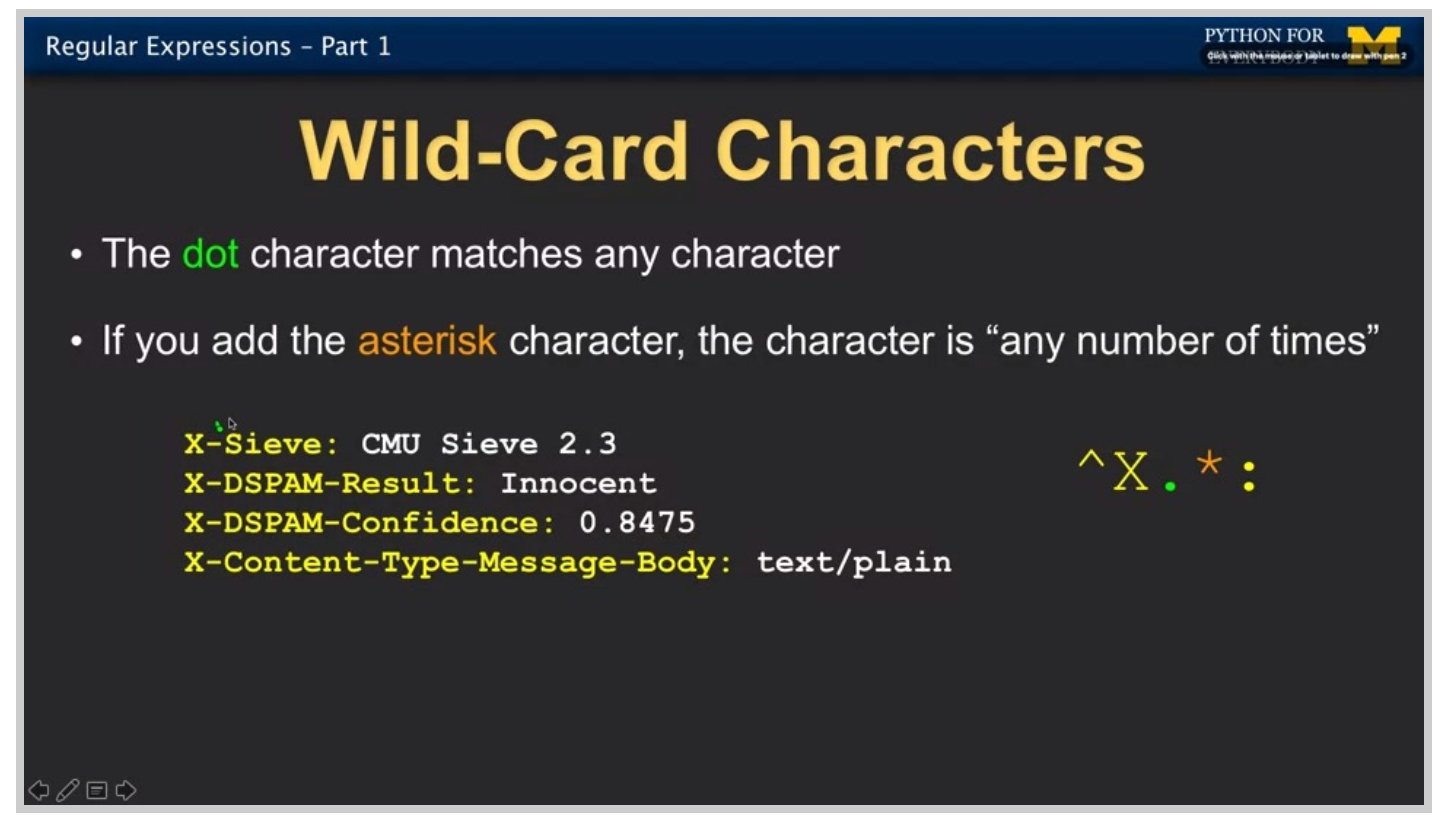 Regular Expressions – Part 1
PYTHON FOR
EVERYBODY
Click with the mouse or tablet to draw with pen 2
Wild-Card Characters
• The dot character matches any character
• If you add the asterisk character, the character is “any number of times”
X-Sieve: CMU Sieve 2.3
X-DSPAM-Result: Innocent
X-DSPAM-Confidence: 0.8475
X-Content-Type-Message-Body: text/plain
^X.*: